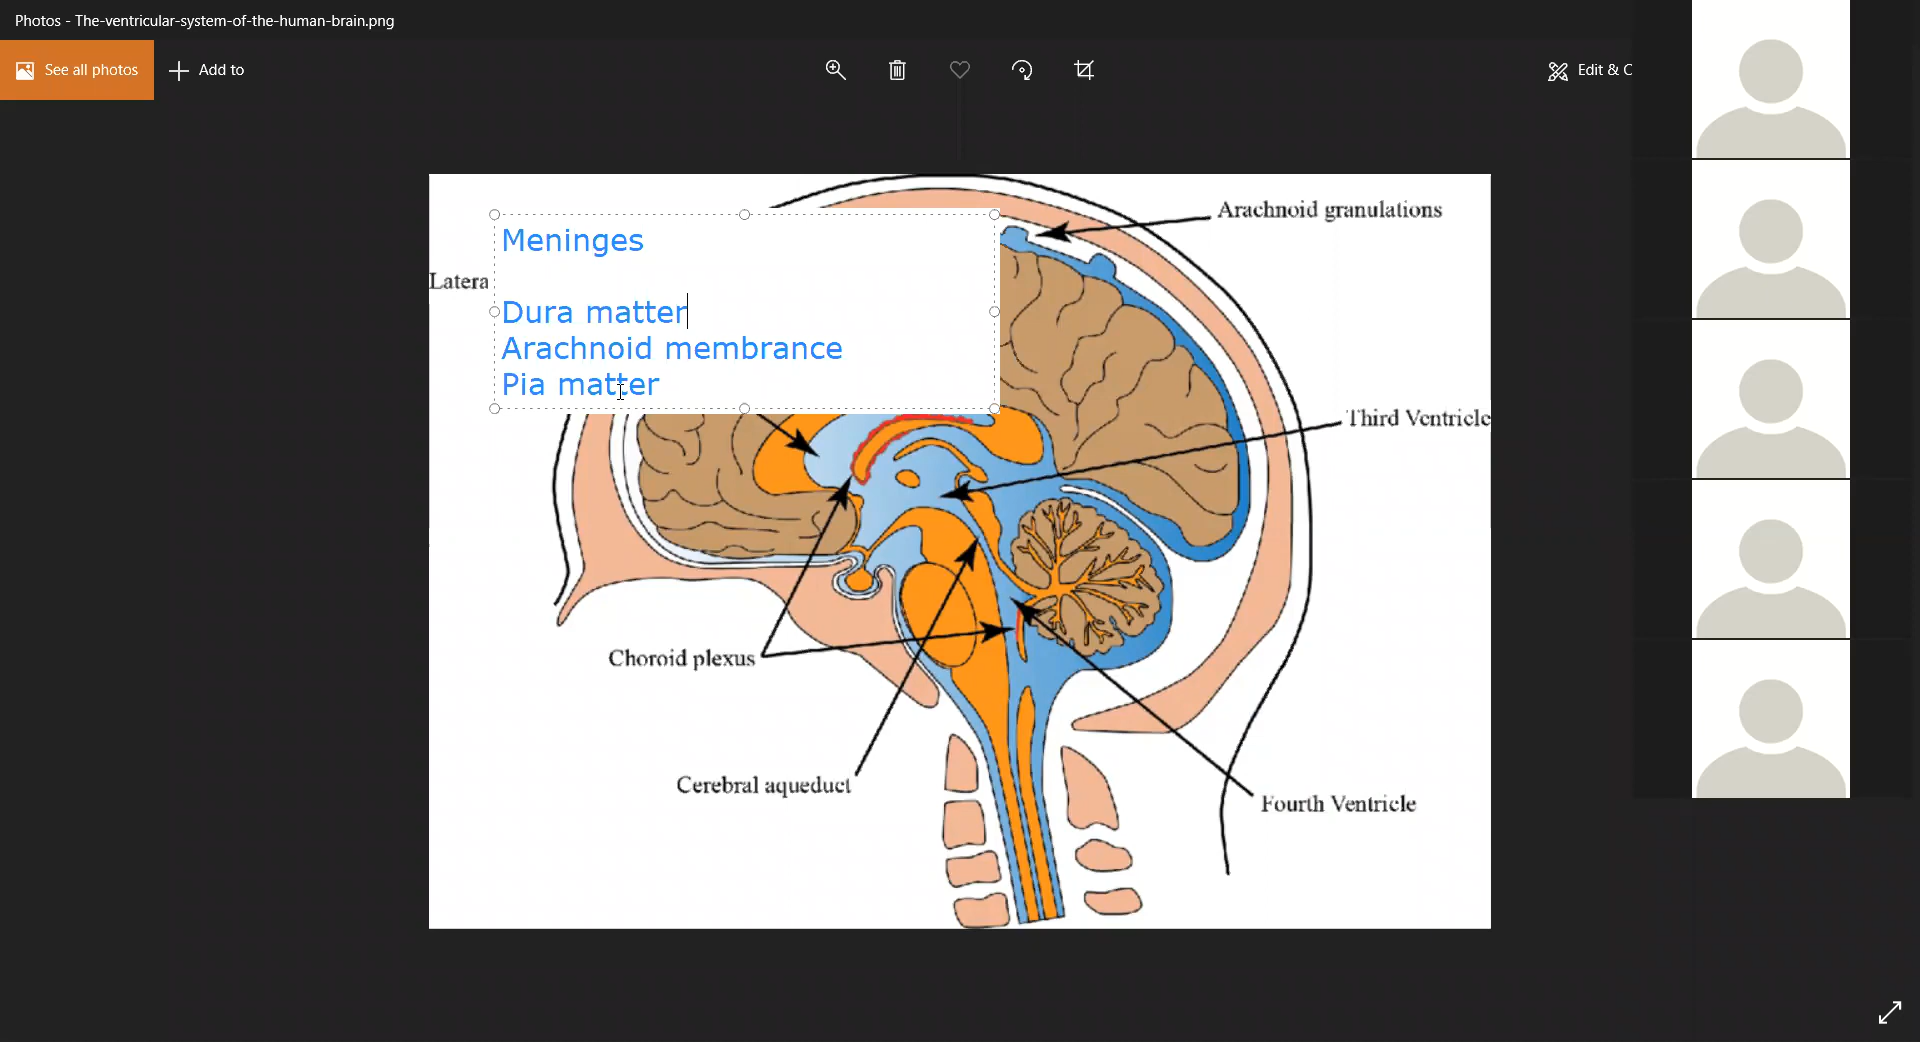 Photos - The-ventricular-system-of-the-human-brain.png
See all photos
Add to
Edit & C
Arachnoid granulations
Meninges
Latera
Dura matter
Arachnoid membrance
Pia matter
Third Ventricle
Choroid plexus
Cerebral aqueduct
Fourth Ventricle